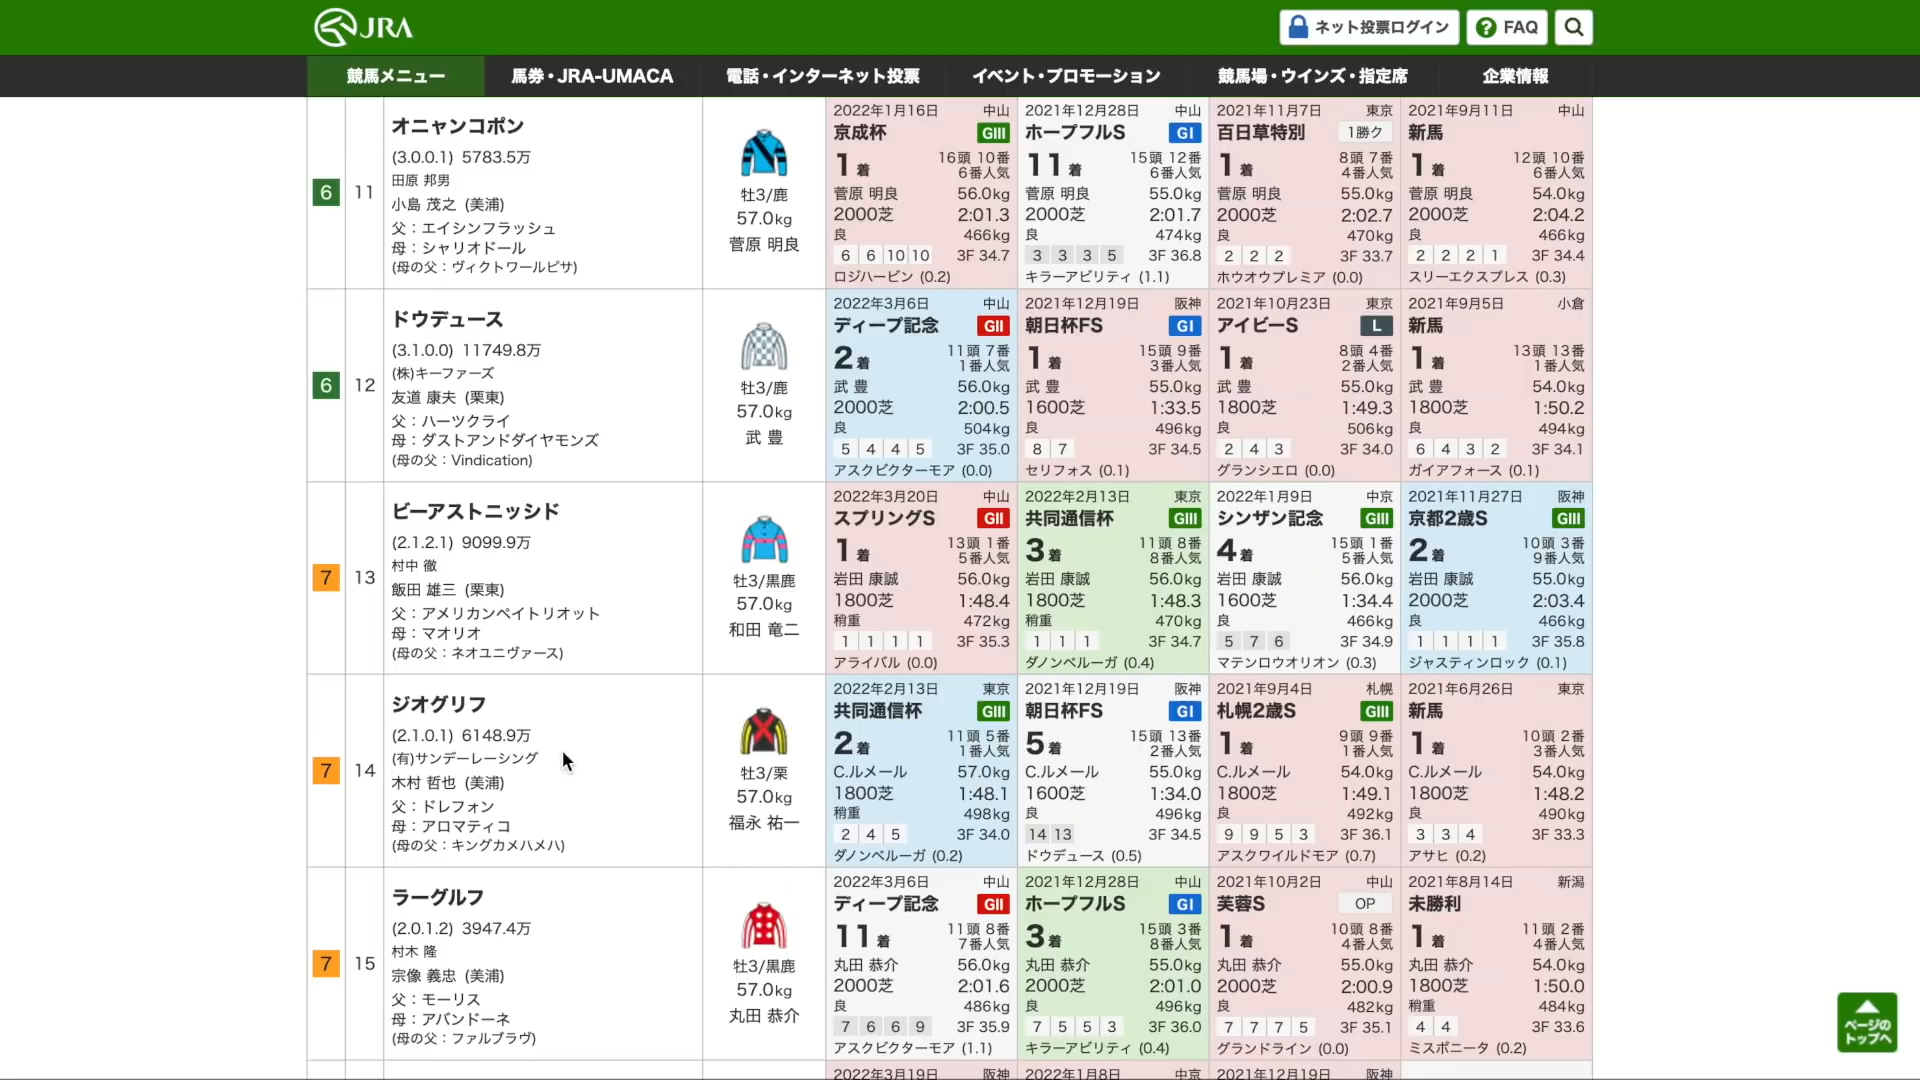 JRA
ネット投票ログイン
FAQ
競馬メニュー
馬券・JRA-UMACA
電話・インターネット投票
イベント・プロモーション
競馬場・ウインズ・指定席
企業情報
6
11
オニャンコポン
(3.0.0.1) 5783.5万
田原 邦男
小島 茂之 (美浦)
父:エイシンフラッシュ
母:シャリオドール
(母の父:ヴィクトワールピサ)
牡3/鹿
57.0kg
菅原 明良
2022年1月16日 中山
京成杯 GIII
1着 16頭 10番
6番人気
菅原 明良 56.0kg
2000芝 2:01.3
良 466kg
6 6 10 10 3F 34.7
ロジハービン (0.2)
2021年12月28日 中山
ホープフルS GI
11着 15頭 12番
6番人気
菅原 明良 55.0kg
2000芝 2:01.7
良 474kg
3 3 3 5 3F 36.8
キラーアビリティ (1.1)
2021年11月7日 東京
百日草特別 1勝ク
1着 8頭 7番
4番人気
菅原 明良 55.0kg
2000芝 2:02.7
良 470kg
2 2 2 3F 33.7
ホウオウプレミア (0.0)
2021年9月11日 中山
新馬
1着 12頭 10番
6番人気
菅原 明良 54.0kg
2000芝 2:04.2
良 466kg
2 2 2 1 3F 34.4
スリーエクスプレス (0.3)
6
12
ドウデュース
(3.1.0.0) 11749.8万
(株)キーファーズ
友道 康夫 (栗東)
父:ハーツクライ
母:ダストアンドダイヤモンズ
(母の父:Vindication)
牡3/鹿
57.0kg
武 豊
2022年3月6日 中山
ディープ記念 GII
2着 11頭 7番
1番人気
武 豊 56.0kg
2000芝 2:00.5
良 504kg
5 4 4 5 3F 35.0
アスクビクターモア (0.0)
2021年12月19日 阪神
朝日杯FS GI
1着 15頭 9番
3番人気
武 豊 55.0kg
1600芝 1:33.5
良 496kg
8 7 3F 34.5
セリフォス (0.1)
2021年10月23日 東京
アイビーS L
1着 8頭 4番
2番人気
武 豊 55.0kg
1800芝 1:49.3
良 506kg
2 4 3 3F 34.0
グランシエロ (0.0)
2021年9月5日 小倉
新馬
1着 13頭 13番
1番人気
武 豊 54.0kg
1800芝 1:50.2
良 494kg
6 4 3 2 3F 34.1
ガイアフォース (0.1)
7
13
ビーアストニッシド
(2.1.2.1) 9099.9万
村中 徹
飯田 雄三 (栗東)
父:アメリカンペイトリオット
母:マオリオ
(母の父:ネオユニヴァース)
牡3/黒鹿
57.0kg
和田 竜二
2022年3月20日 中山
スプリングS GII
1着 13頭 1番
5番人気
岩田 康誠 56.0kg
1800芝 1:48.4
稍重 472kg
1 1 1 1 3F 35.3
アライバル (0.0)
2022年2月13日 東京
共同通信杯 GIII
3着 11頭 8番
8番人気
岩田 康誠 56.0kg
1800芝 1:48.3
稍重 470kg
1 1 1 3F 34.7
ダノンベルーガ (0.4)
2022年1月9日 中京
シンザン記念 GIII
4着 15頭 1番
5番人気
岩田 康誠 56.0kg
1600芝 1:34.4
良 466kg
5 7 6 3F 34.9
マテンロウオリオン (0.3)
2021年11月27日 阪神
京都2歳S GIII
2着 10頭 3番
9番人気
岩田 康誠 55.0kg
2000芝 2:03.4
良 466kg
1 1 1 1 3F 35.8
ジャスティンロック (0.1)
7
14
ジオグリフ
(2.1.0.1) 6148.9万
(有)サンデーレーシング
木村 哲也 (美浦)
父:ドレフォン
母:アロマティコ
(母の父:キングカメハメハ)
牡3/栗
57.0kg
福永 祐一
2022年2月13日 東京
共同通信杯 GIII
2着 11頭 5番
1番人気
C.ルメール 57.0kg
1800芝 1:48.1
稍重 498kg
2 4 5 3F 34.0
ダノンベルーガ (0.2)
2021年12月19日 阪神
朝日杯FS GI
5着 15頭 13番
2番人気
C.ルメール 55.0kg
1600芝 1:34.0
良 496kg
14 13 3F 34.5
ドウデュース (0.5)
2021年9月4日 札幌
札幌2歳S GIII
1着 9頭 9番
1番人気
C.ルメール 54.0kg
1800芝 1:49.1
良 492kg
9 9 5 3 3F 36.1
アスクワイルドモア (0.7)
2021年6月26日 東京
新馬
1着 10頭 2番
3番人気
C.ルメール 54.0kg
1800芝 1:48.2
良 490kg
3 3 4 3F 33.3
アサヒ (0.2)
7
15
ラーグルフ
(2.0.1.2) 3947.4万
村木 隆
宗像 義忠 (美浦)
父:モーリス
母:アバンドーネ
(母の父:ファルブラヴ)
牡3/黒鹿
57.0kg
丸田 恭介
2022年3月6日 中山
ディープ記念 GII
11着 11頭 8番
7番人気
丸田 恭介 56.0kg
2000芝 2:01.6
良 486kg
7 6 6 9 3F 35.9
アスクビクターモア (1.1)
2021年12月28日 中山
ホープフルS GI
3着 15頭 3番
8番人気
丸田 恭介 55.0kg
2000芝 2:01.0
良 496kg
7 5 5 3 3F 36.0
キラーアビリティ (0.4)
2021年10月2日 中山
芙蓉S OP
1着 10頭 8番
4番人気
丸田 恭介 55.0kg
2000芝 2:00.9
良 482kg
7 7 7 5 3F 35.1
グランドライン (0.0)
2021年8月14日 新潟
未勝利
1着 11頭 2番
4番人気
丸田 恭介 54.0kg
1800芝 1:50.0
稍重 484kg
4 4 3F 33.6
ミスボニータ (0.2)
2022年3月19日 阪神
2022年1月8日 中京
2021年12月19日 阪神
ページの
トップへ